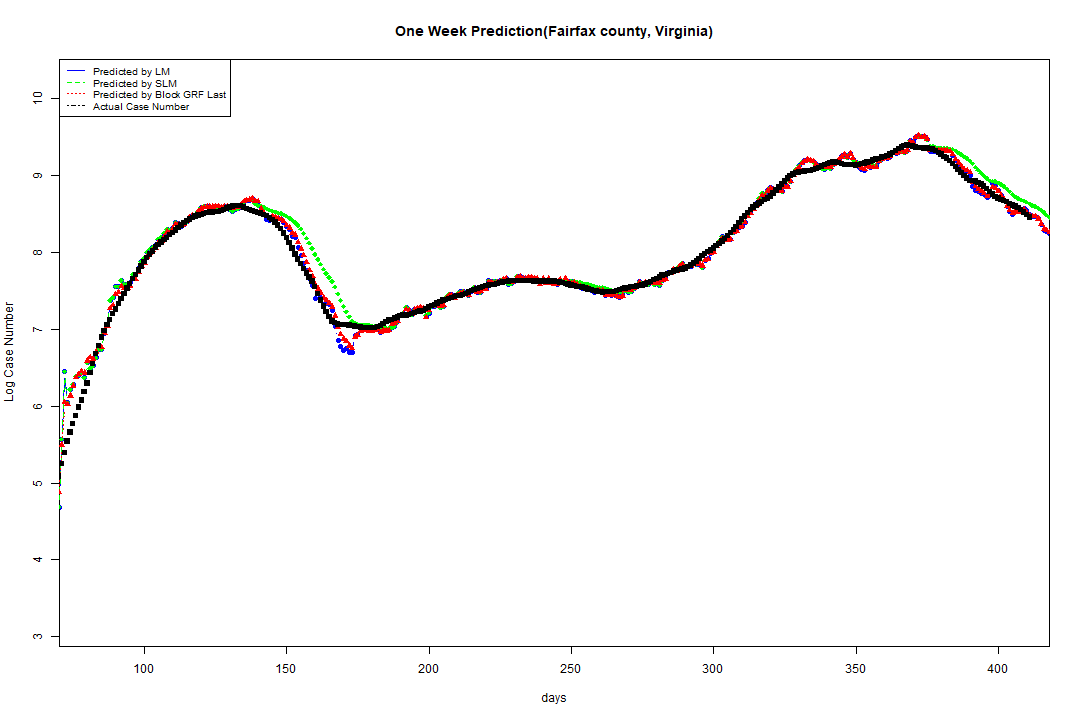 One Week Prediction(Fairfax county, Virginia)
Predicted by LM
Predicted by SLM
Predicted by Block GRF Last
Actual Case Number
10
9
8
7
6
5
4
3
Log Case Number
100 150 200 250 300 350 400
days